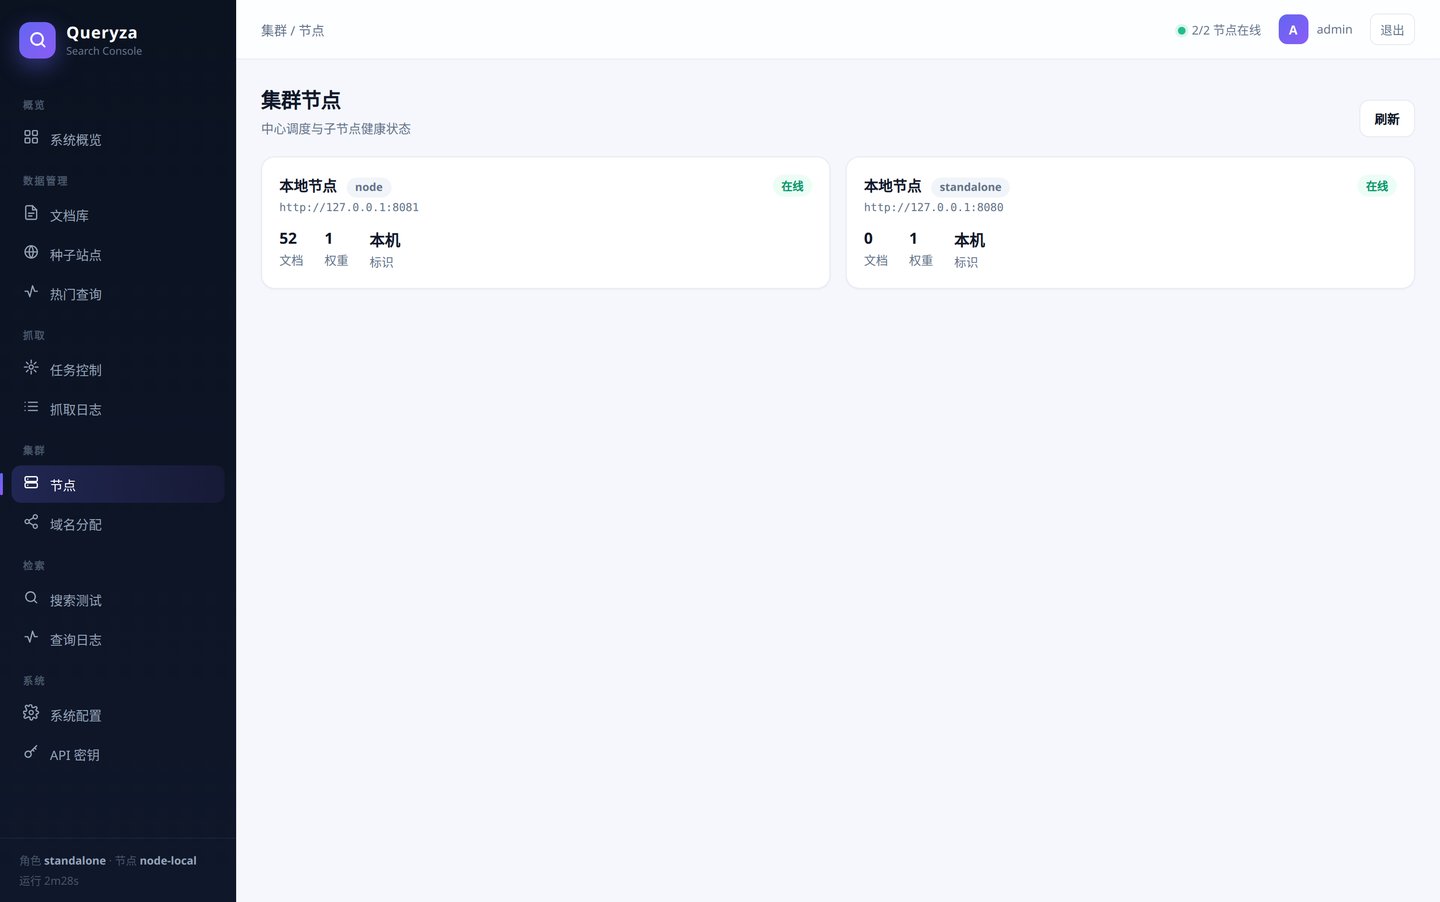 Queryza
Search Console
概览
系统概览
数据管理
文档库
种子站点
热门查询
抓取
任务控制
抓取日志
集群
节点
域名分配
检索
搜索测试
查询日志
系统
系统配置
API 密钥
角色 standalone · 节点 node-local
运行 2m28s
集群 / 节点
2/2 节点在线
A
admin
退出
集群节点
中心调度与子节点健康状态
刷新
本地节点 node 在线
http://127.0.0.1:8081
52 1 本机
文档 权重 标识
本地节点 standalone 在线
http://127.0.0.1:8080
0 1 本机
文档 权重 标识